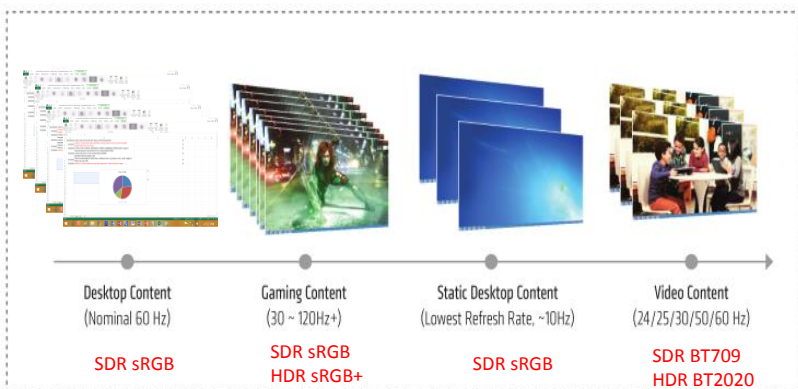 Desktop Content
(Nominal 60 Hz)
SDR sRGB
Gaming Content
(30 ~ 120Hz+)
SDR sRGB
HDR sRGB+
Static Desktop Content
(Lowest Refresh Rate, ~10Hz)
SDR sRGB
Video Content
(24/25/30/50/60 Hz)
SDR BT709
HDR BT2020